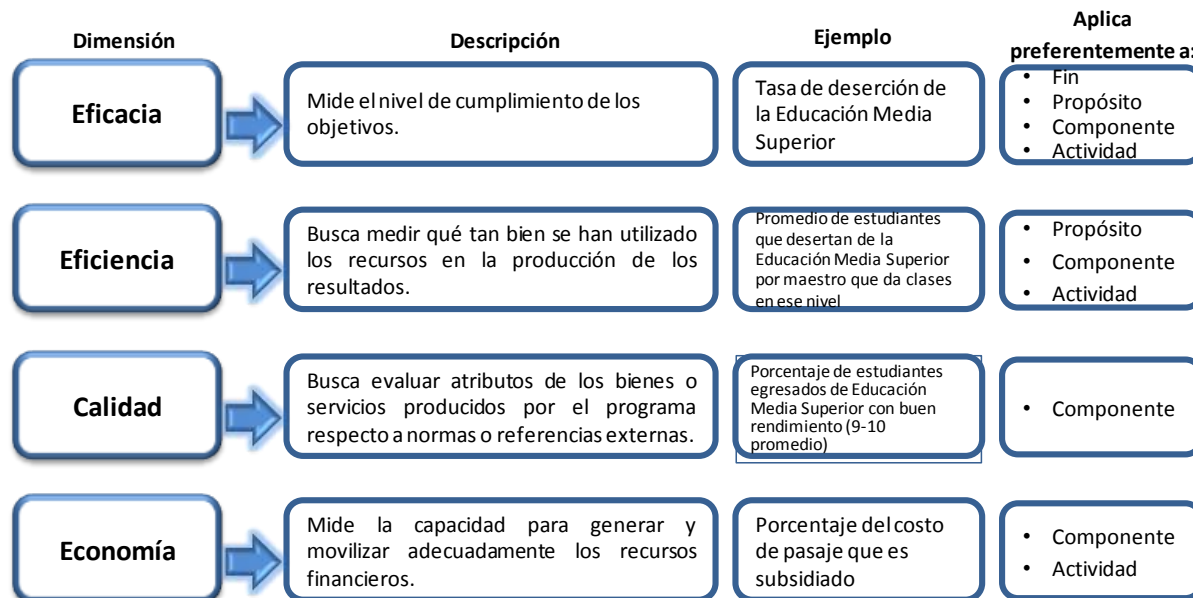 Dimensión
Descripción
Ejemplo
Aplica
preferentemente a:
Eficacia
Mide el nivel de cumplimiento de los
objetivos.
Tasa de deserción de
la Educación Media
Superior
• Fin
• Propósito
• Componente
• Actividad
Eficiencia
Busca medir qué tan bien se han utilizado
los recursos en la producción de los
resultados.
Promedio de estudiantes
que desertan de la
Educación Media Superior
por maestro que da clases
en ese nivel
• Propósito
• Componente
• Actividad
Calidad
Busca evaluar atributos de los bienes o
servicios producidos por el programa
respecto a normas o referencias externas.
Porcentaje de estudiantes
egresados de Educación
Media Superior con buen
rendimiento (9-10
promedio)
• Componente
Economía
Mide la capacidad para generar y
movilizar adecuadamente los recursos
financieros.
Porcentaje del costo
de pasaje que es
subsidiado
• Componente
• Actividad